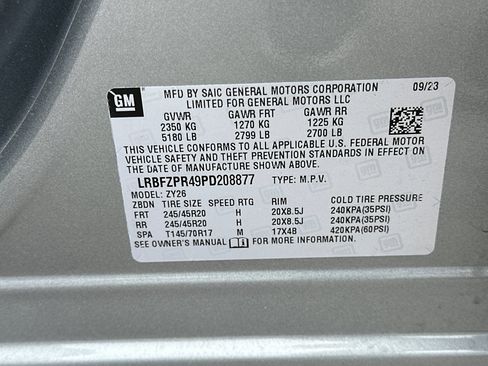 GM
MFD BY SAIC GENERAL MOTORS CORPORATION 09/23
LIMITED FOR GENERAL MOTORS LLC
GVWR GAWR FRT GAWR RR
2350 KG 1270 KG 1225 KG
5180 LB 2799 LB 2700 LB
THIS VEHICLE CONFORMS TO ALL APPLICABLE U.S. FEDERAL MOTOR
VEHICLE SAFETY AND THEFT PREVENTION STANDARDS IN EFFECT ON
THE DATE OF MANUFACTURE SHOWN ABOVE.
LRBFZPR49PD208877 TYPE: M.P.V.
MODEL: ZY26
ZBDN TIRE SIZE SPEED RTG RIM COLD TIRE PRESSURE
FRT 245/45R20 H 20X8.5J 240KPA(35PSI)
RR 245/45R20 H 20X8.5J 240KPA(35PSI)
SPA T145/70R17 M 17X4B 420KPA(60PSI)
SEE OWNER'S MANUAL FOR MORE INFORMATION